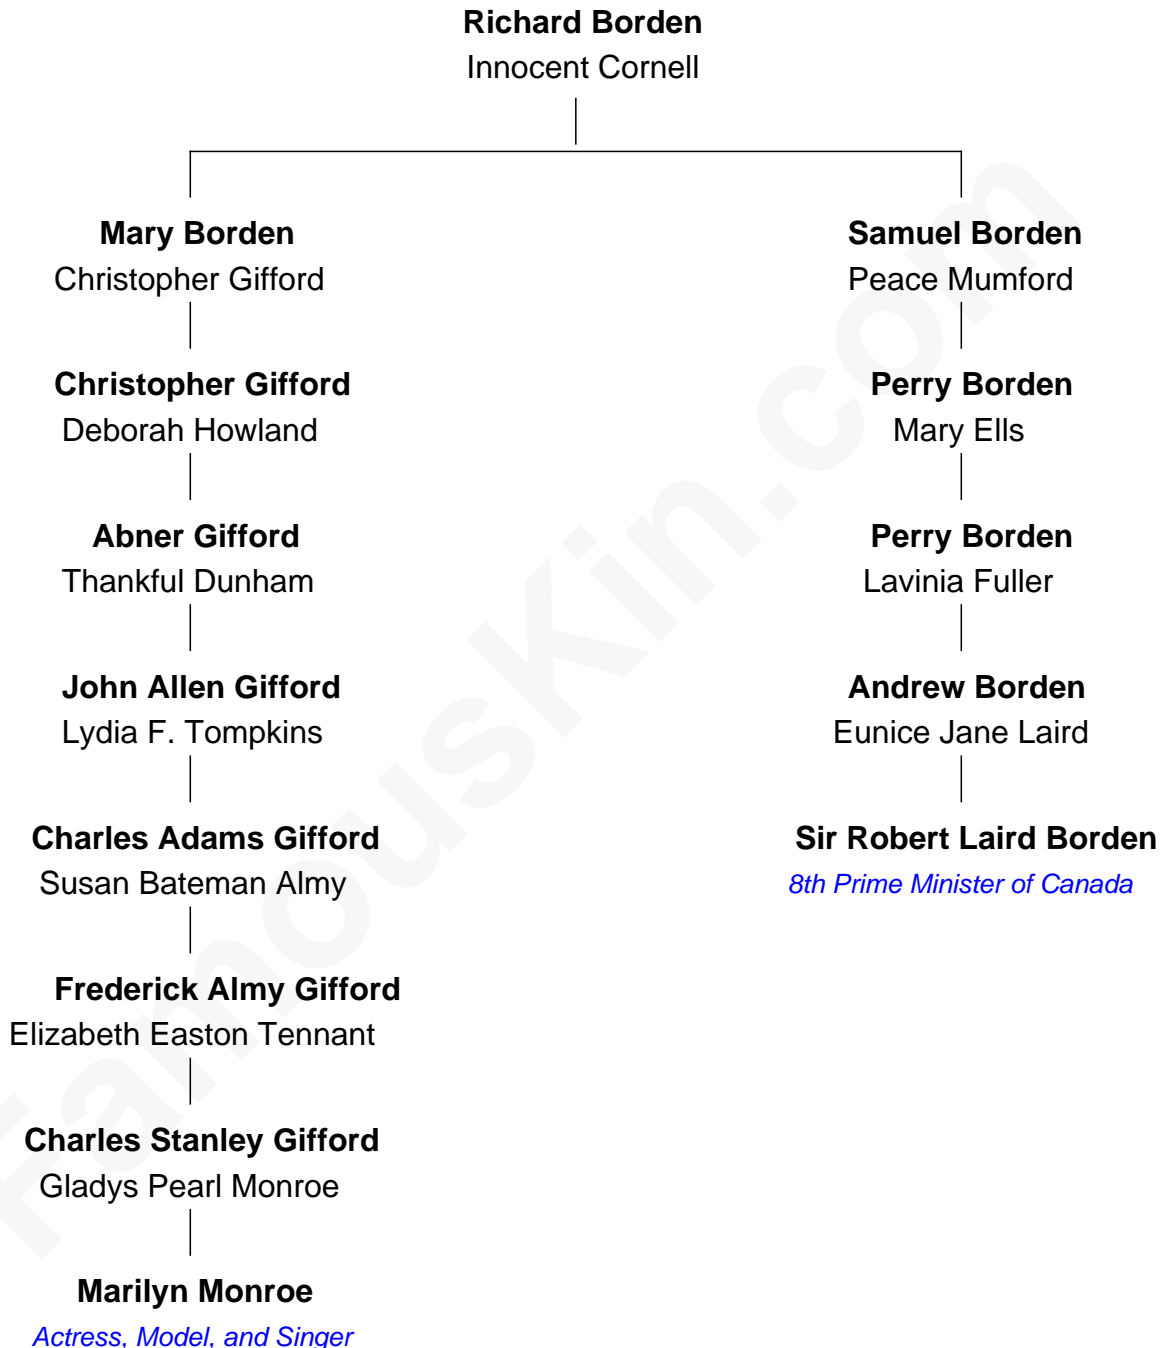 Richard Borden
Innocent Cornell
Mary Borden
Christopher Gifford
Samuel Borden
Peace Mumford
Christopher Gifford
Deborah Howland
Perry Borden
Mary Ells
Abner Gifford
Thankful Dunham
Perry Borden
Lavinia Fuller
John Allen Gifford
Lydia F. Tompkins
Andrew Borden
Eunice Jane Laird
Charles Adams Gifford
Susan Bateman Almy
Sir Robert Laird Borden
8th Prime Minister of Canada
Frederick Almy Gifford
Elizabeth Easton Tennant
Charles Stanley Gifford
Gladys Pearl Monroe
Marilyn Monroe
Actress, Model, and Singer
FamousKin.com